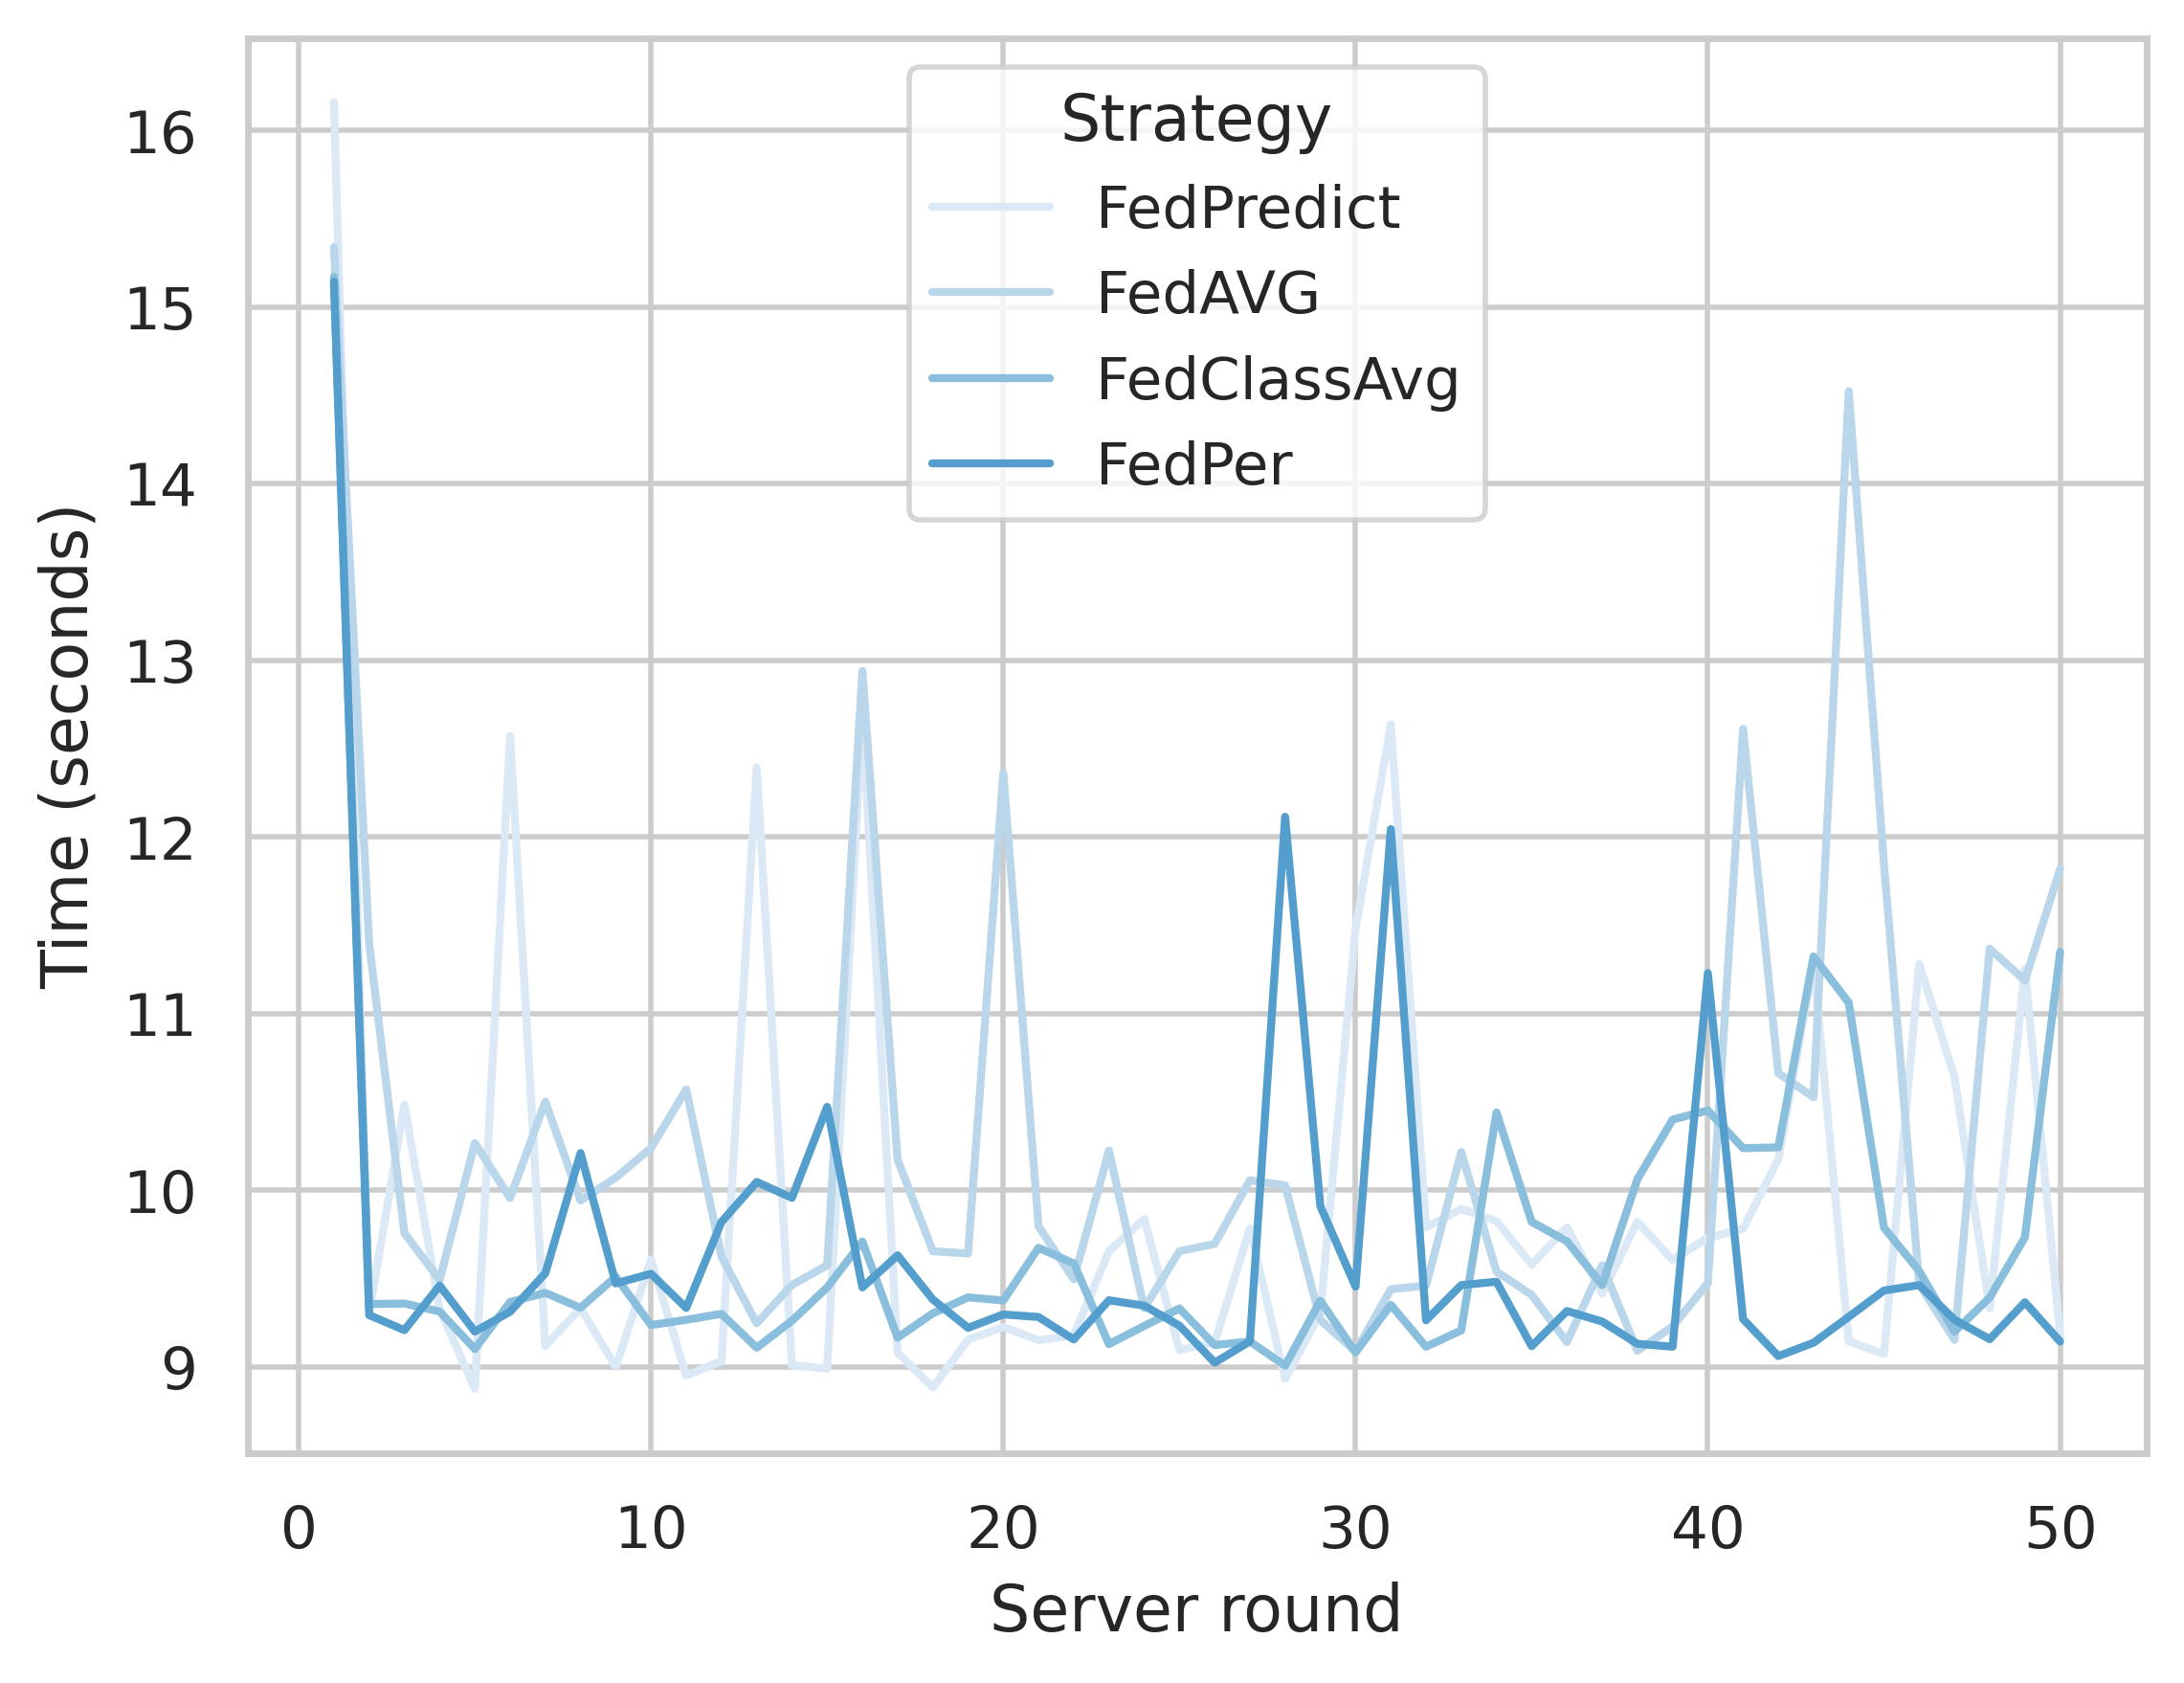 Strategy
FedPredict
FedAVG
FedClassAvg
FedPer
16
15
14
13
12
11
10
9
Time (seconds)
0 10 20 30 40 50
Server round